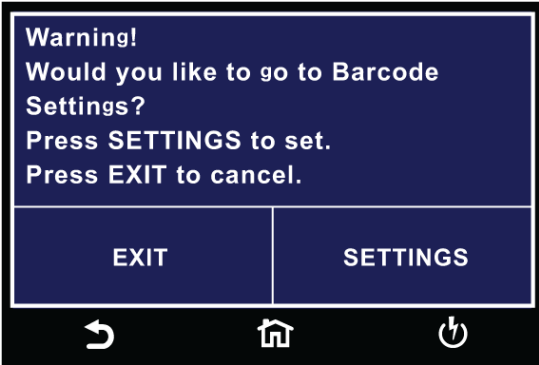 Warning!
Would you like to go to Barcode
Settings?
Press SETTINGS to set.
Press EXIT to cancel.
EXIT
SETTINGS